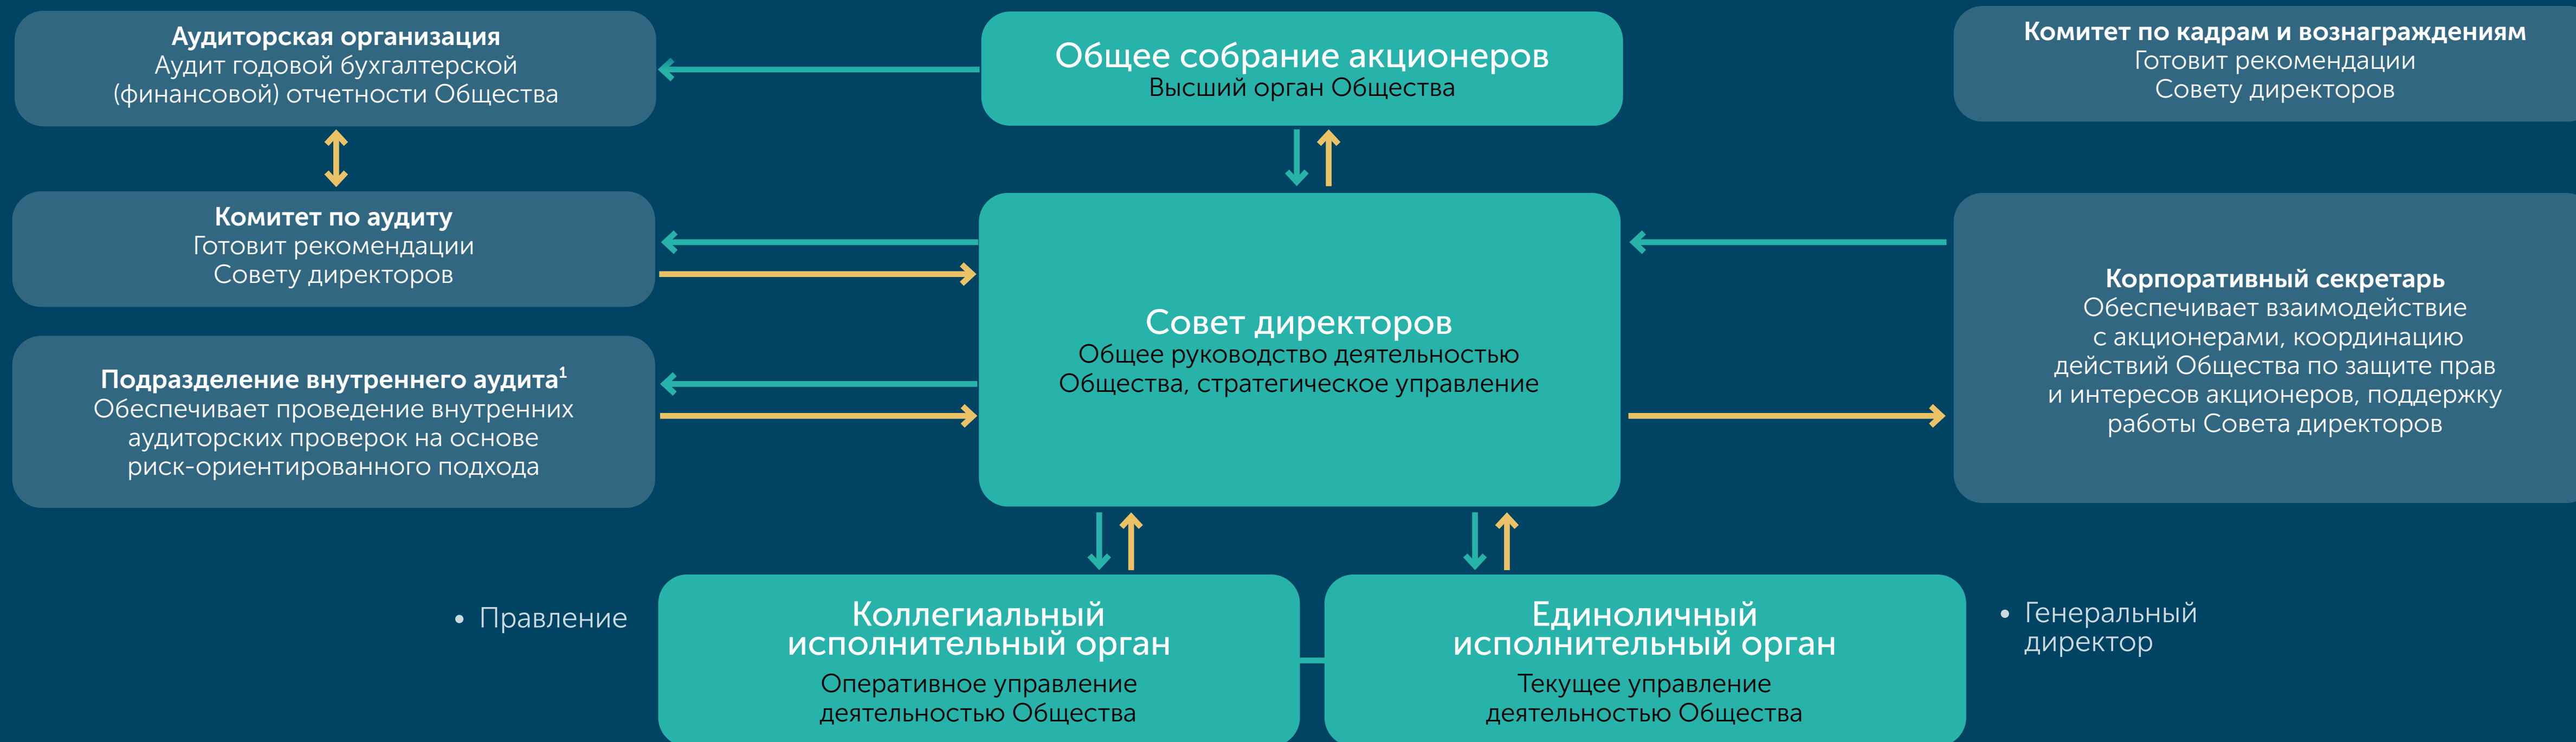 Аудиторская организация
Аудит годовой бухгалтерской
(финансовой) отчетности Общества
Общее собрание акционеров
Высший орган Общества
Комитет по кадрам и вознаграждениям
Готовит рекомендации
Совету директоров
Комитет по аудиту
Готовит рекомендации
Совету директоров
Подразделение внутреннего аудита¹
Обеспечивает проведение внутренних
аудиторских проверок на основе
риск-ориентированного подхода
Совет директоров
Общее руководство деятельностью
Общества, стратегическое управление
Корпоративный секретарь
Обеспечивает взаимодействие
с акционерами, координацию
действий Общества по защите прав
и интересов акционеров, поддержку
работы Совета директоров
• Правление
Коллегиальный
исполнительный орган
Оперативное управление
деятельностью Общества
Единоличный
исполнительный орган
Текущее управление
деятельностью Общества
• Генеральный
директор